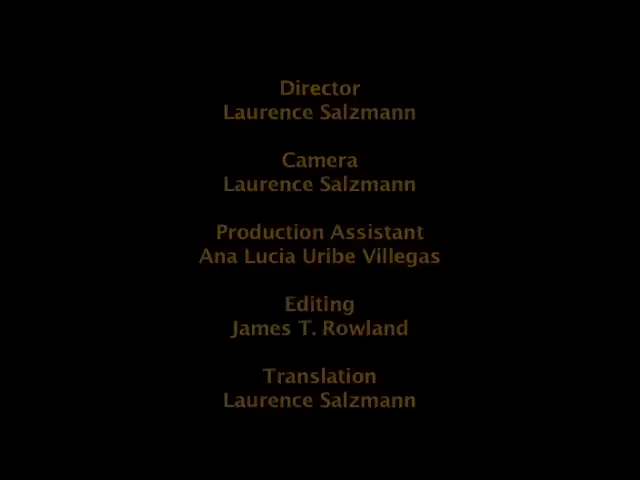 Director
Laurence Salzmann
Camera
Laurence Salzmann
Production Assistant
Ana Lucia Uribe Villegas
Editing
James T. Rowland
Translation
Laurence Salzmann